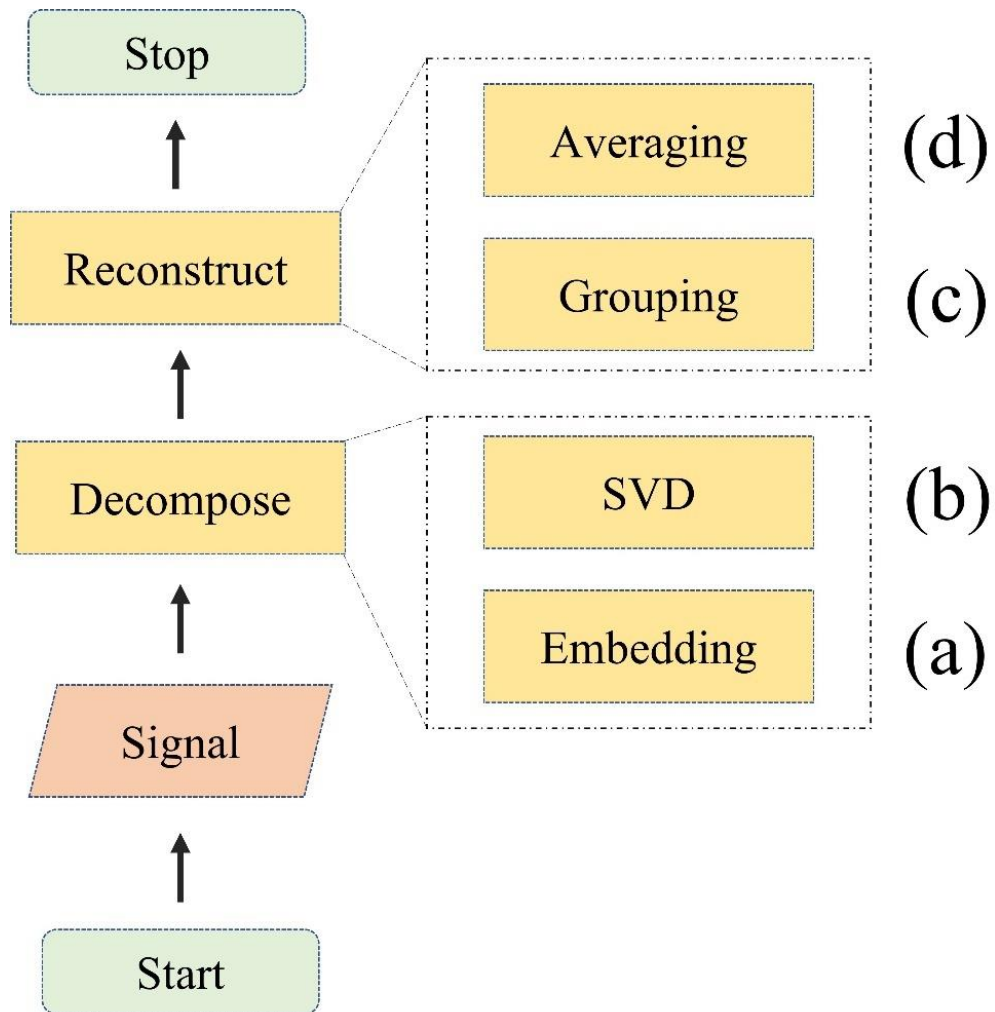 Stop
Averaging
(d)
Reconstruct
Grouping
(c)
Decompose
SVD
(b)
Embedding
(a)
Signal
Start